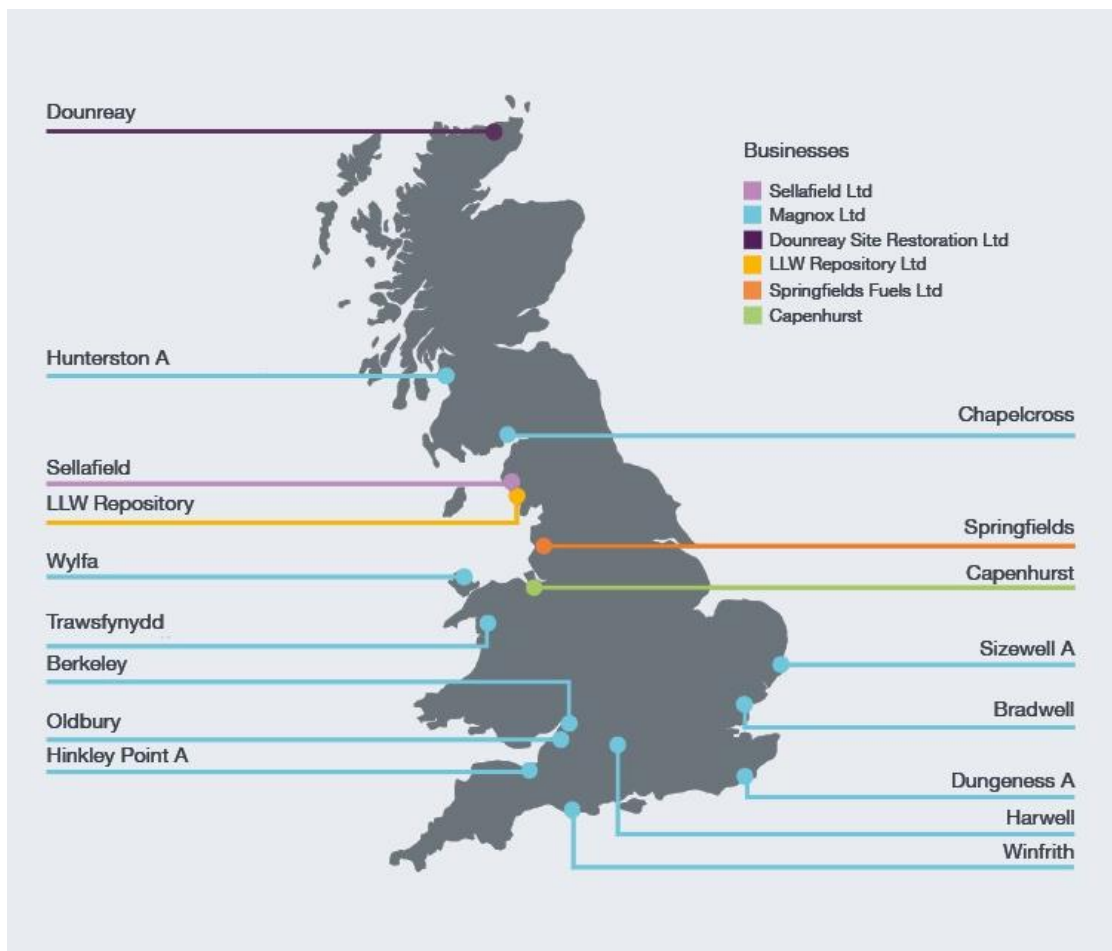 Dounreay
Businesses
Sellafield Ltd
Magnox Ltd
Dounreay Site Restoration Ltd
LLW Repository Ltd
Springfields Fuels Ltd
Capenhurst
Hunterston A
Chapelcross
Sellafield
LLW Repository
Springfields
Wylfa
Capenhurst
Trawsfynydd
Sizewell A
Berkeley
Bradwell
Oldbury
Hinkley Point A
Dungeness A
Harwell
Winfrith